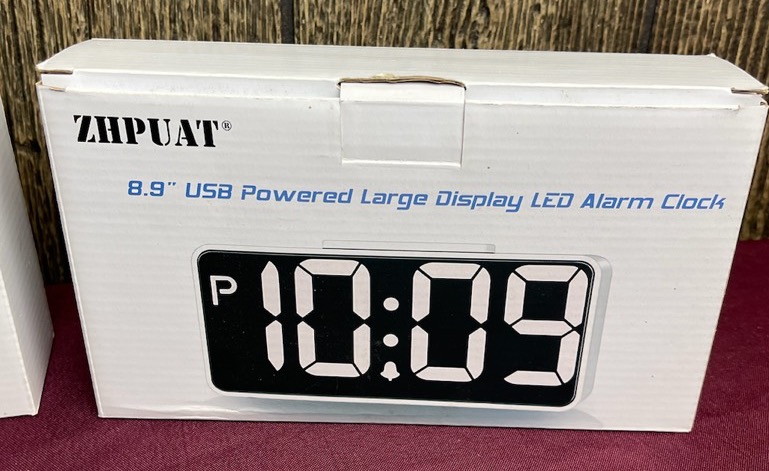 ZHPUAT®
8.9" USB Powered Large Display LED Alarm Clock
P 10:09